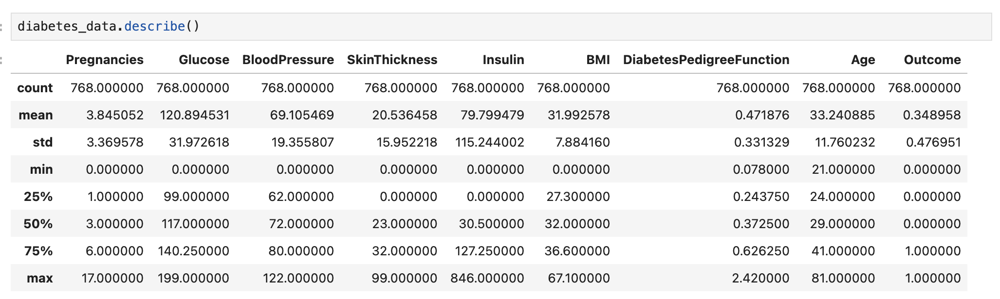 diabetes_data.describe()
Pregnancies Glucose BloodPressure SkinThickness Insulin BMI DiabetesPedigreeFunction Age Outcome
count 768.000000 768.000000 768.000000 768.000000 768.000000 768.000000 768.000000 768.000000 768.000000
mean 3.845052 120.894531 69.105469 20.536458 79.799479 31.992578 0.471876 33.240885 0.348958
std 3.369578 31.972618 19.355807 15.952218 115.244002 7.884160 0.331329 11.760232 0.476951
min 0.000000 0.000000 0.000000 0.000000 0.000000 0.000000 0.078000 21.000000 0.000000
25% 1.000000 99.000000 62.000000 0.000000 0.000000 27.300000 0.243750 24.000000 0.000000
50% 3.000000 117.000000 72.000000 23.000000 30.500000 32.000000 0.372500 29.000000 0.000000
75% 6.000000 140.250000 80.000000 32.000000 127.250000 36.600000 0.626250 41.000000 1.000000
max 17.000000 199.000000 122.000000 99.000000 846.000000 67.100000 2.420000 81.000000 1.000000